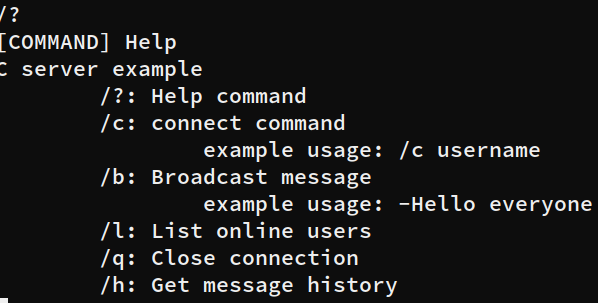 /?
[COMMAND] Help
C server example
/?: Help command
/c: connect command
example usage: /c username
/b: Broadcast message
example usage: -Hello everyone
/l: List online users
/q: Close connection
/h: Get message history